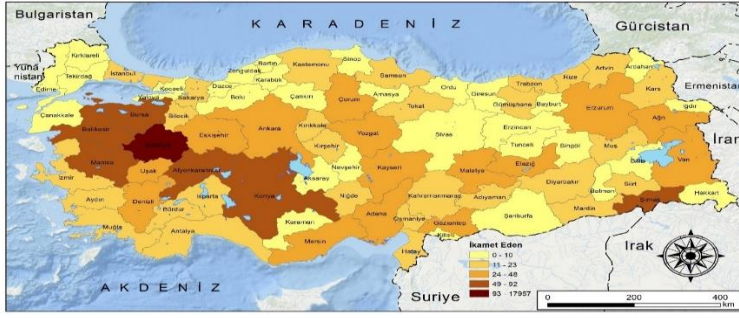 Bulgaristan
KARADENİZ
Gürcistan
Yuna
nistan
Kırklareli
Tekirdağ
Edirne
İstanbul
Kocaeli
Sakarya
Düzce
Zonguldak
Bartın
Karabük
Kastamonu
Sinop
Samsun
Ordu
Giresun
Trabzon
Rize
Artvin
Ardahan
Kars
Ermenistan
Çanakkale
Balıkesir
Bursa
Bilecik
Bolu
Çankırı
Çorum
Amasya
Tokat
Gümüşhane
Bayburt
Erzurum
Iğdır
Ağrı
İran
Eskişehir
Ankara
Kırıkkale
Yozgat
Sivas
Erzincan
Tunceli
Bingöl
Muş
Bitlis
Van
Manisa
Uşak
Afyonkarahisar
Kırşehir
Nevşehir
Kayseri
Malatya
Elazığ
Diyarbakır
Batman
Siirt
Hakkari
İzmir
Aydın
Denizli
Isparta
Burdur
Konya
Aksaray
Niğde
Kahramanmaraş
Adıyaman
Mardin
Şırnak
Muğla
Antalya
Karaman
Mersin
Adana
Osmaniye
Gaziantep
Kilis
Şanlıurfa
Hatay
AKDENİZ
Suriye
Irak
İkamet Eden
0 - 10
11 - 23
24 - 48
49 - 92
93 - 17957
0 200 400
km